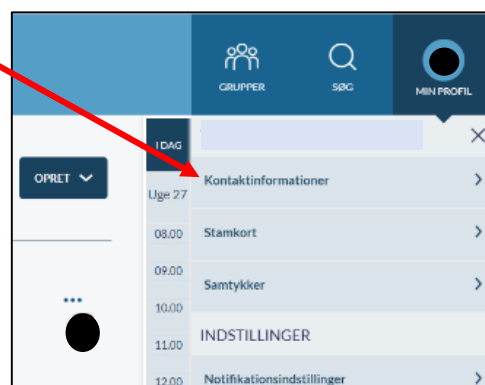 GRUPPER
SØG
MIN PROFIL
I DAG
OPRET
Uge 27
Kontaktinformationer
08.00
Stamkort
09.00
Samtykker
10.00
INDSTILLINGER
11.00
12.00
Notifikationsindstillinger